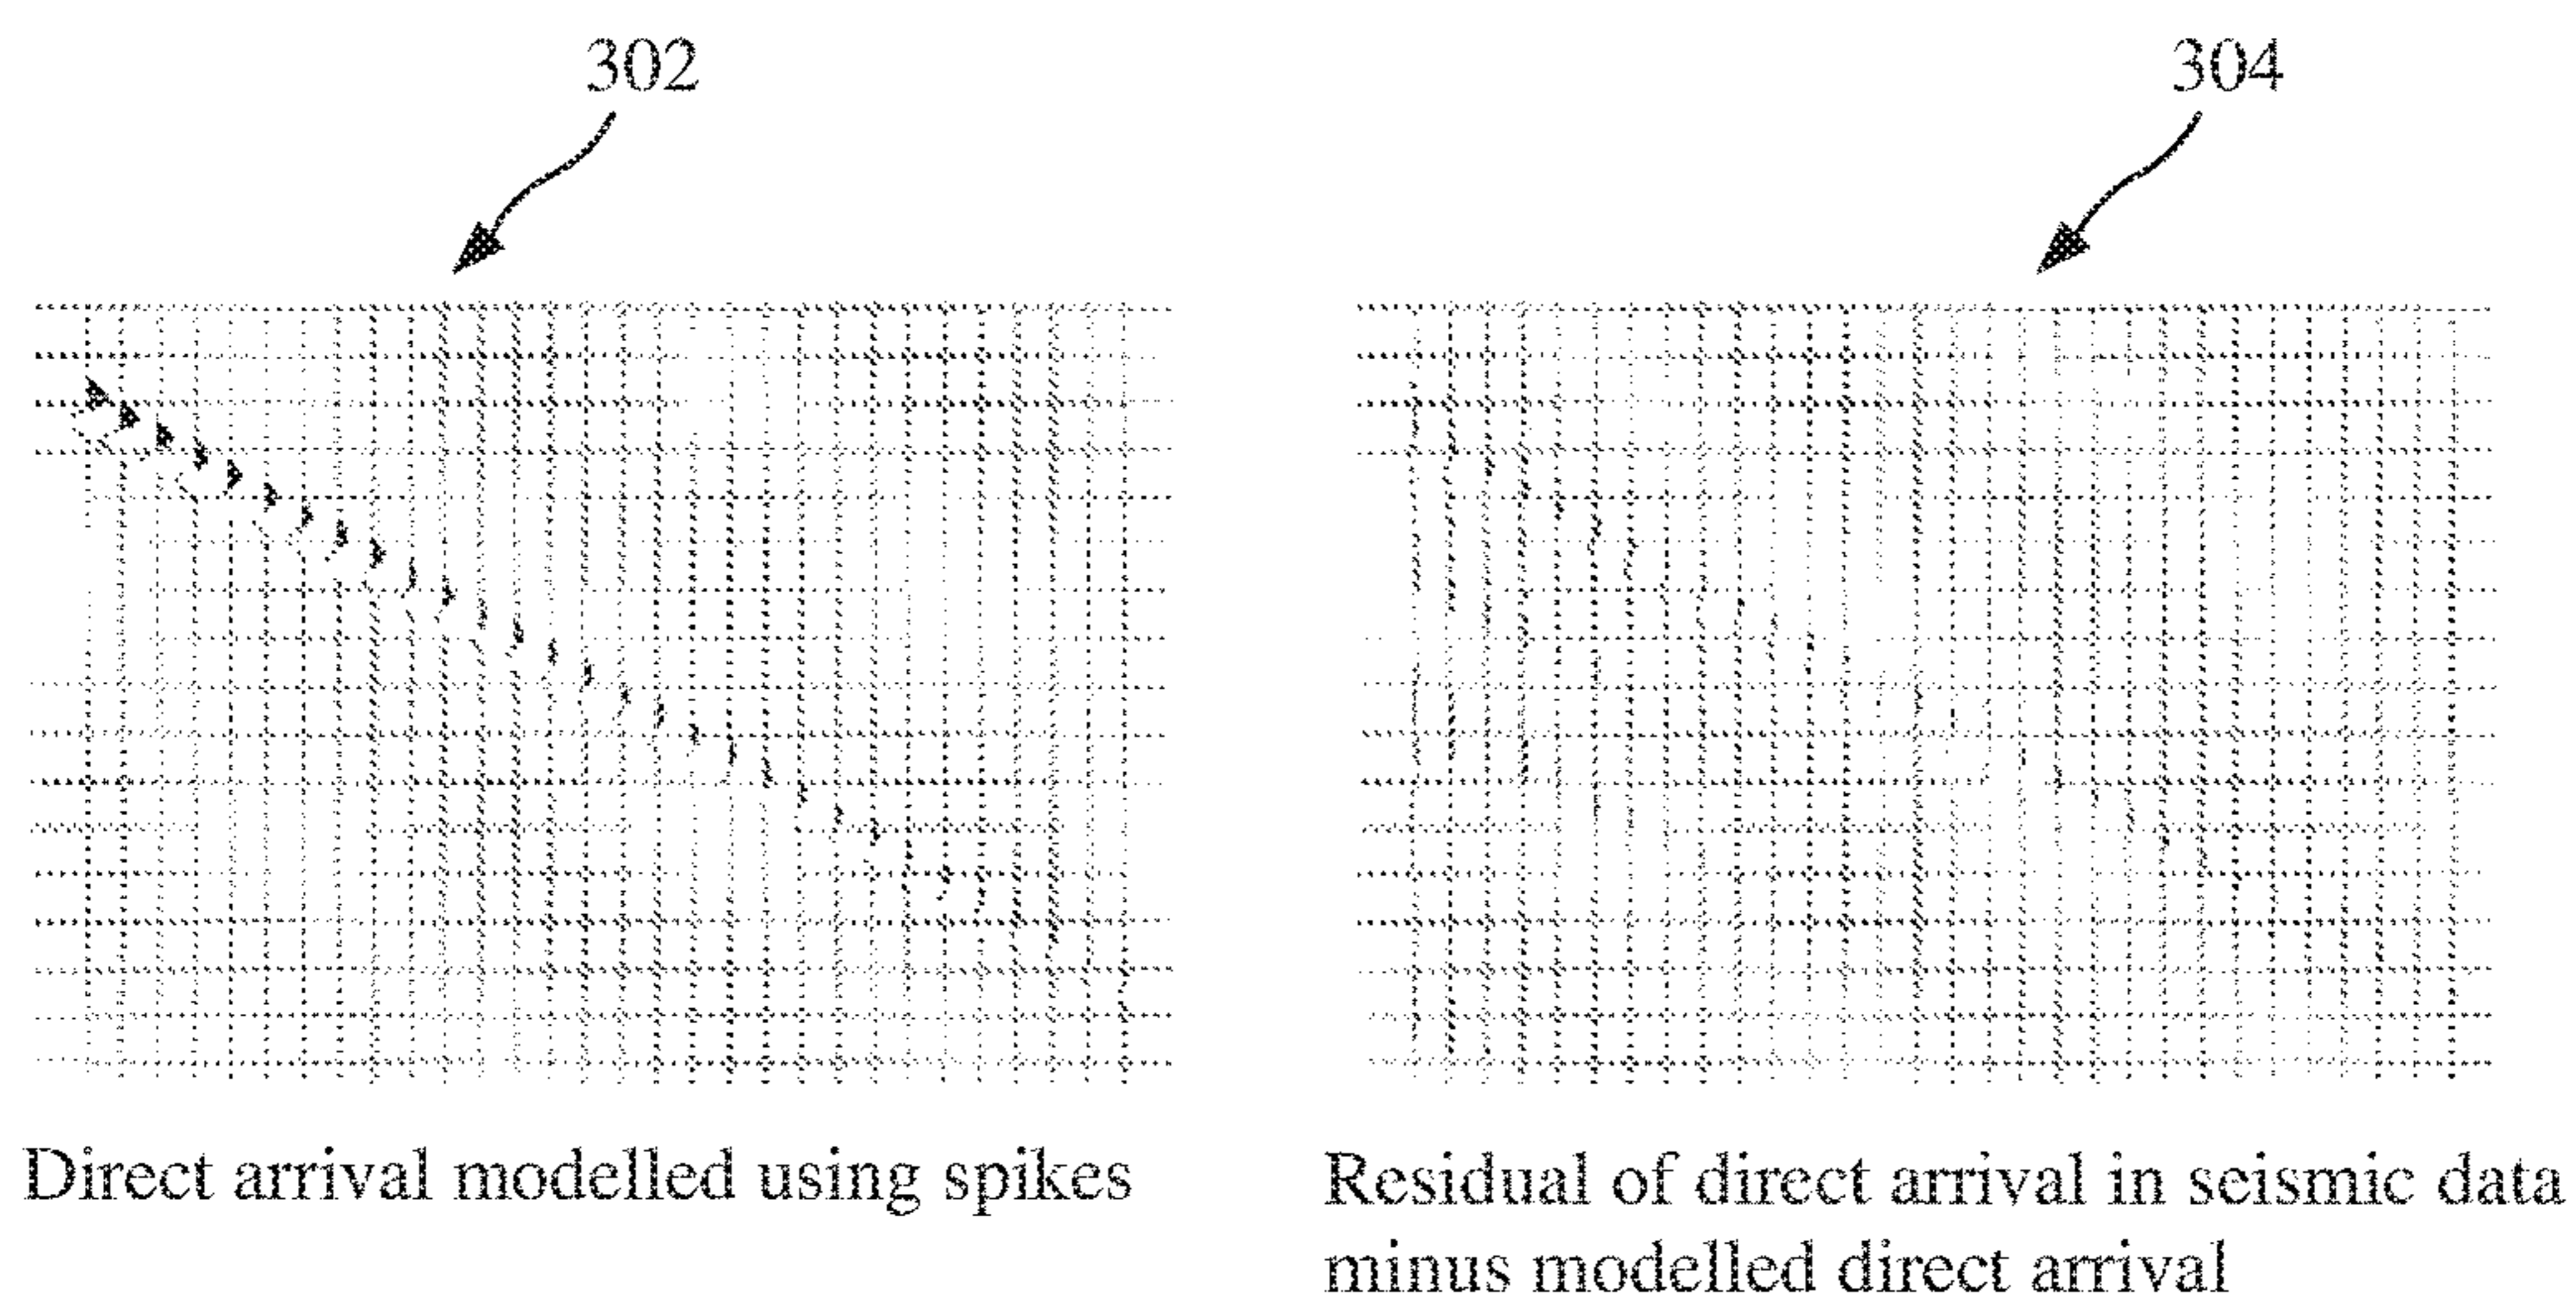 302
304
Direct arrival modelled using spikes
Residual of direct arrival in seismic data
minus modelled direct arrival